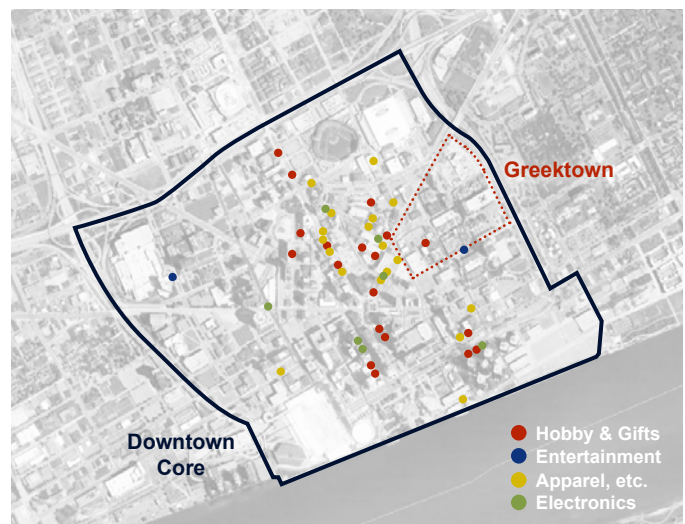 Greektown
Downtown
Core
Hobby & Gifts
Entertainment
Apparel, etc.
Electronics